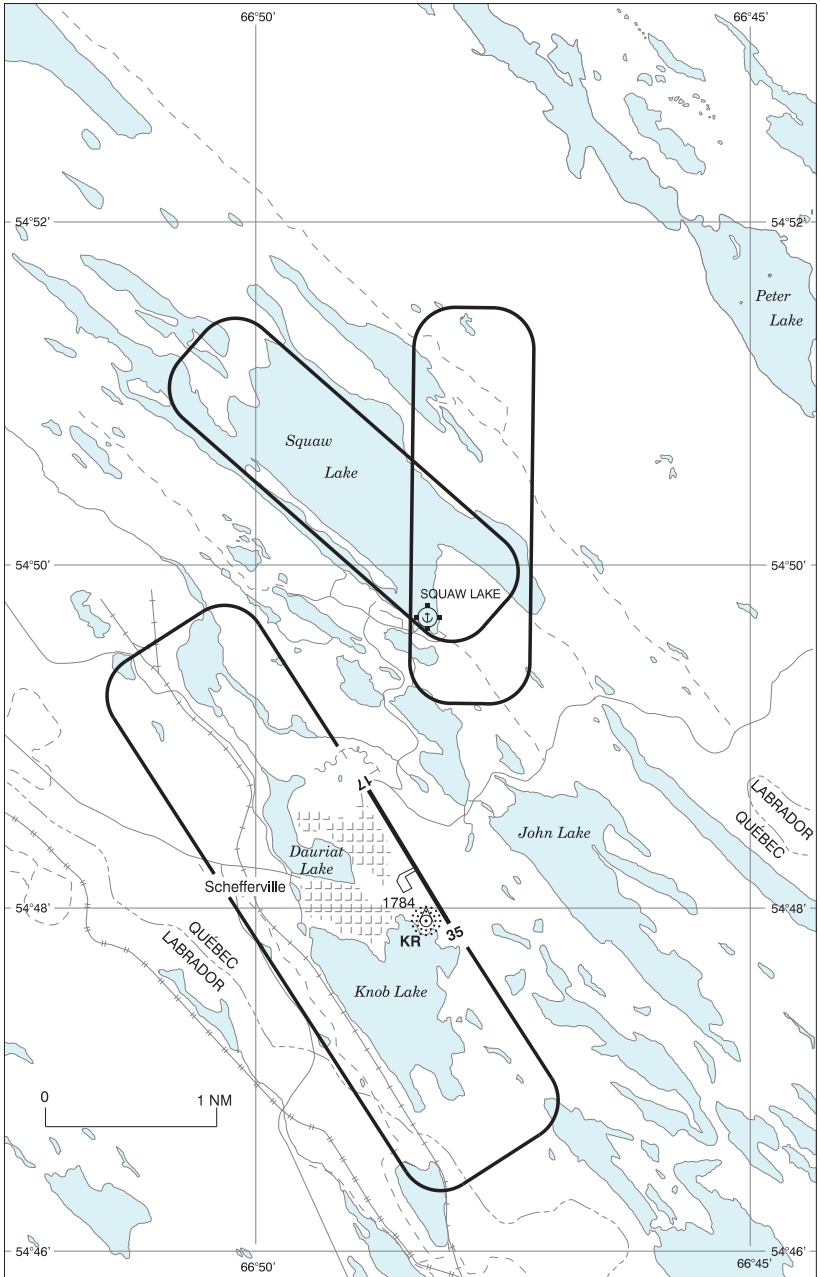 66°50’
66°45’
54°52’
54°52’
Peter
Lake
Squaw
Lake
54°50’
54°50’
SQUAW LAKE
17
LABRADOR
QUÉBEC
John Lake
Dauriat
Lake
Schefferville
1784
54°48’
54°48’
KR
35
QUÉBEC
LABRADOR
Knob Lake
0
1 NM
54°46’
54°46’
66°50’
66°45’